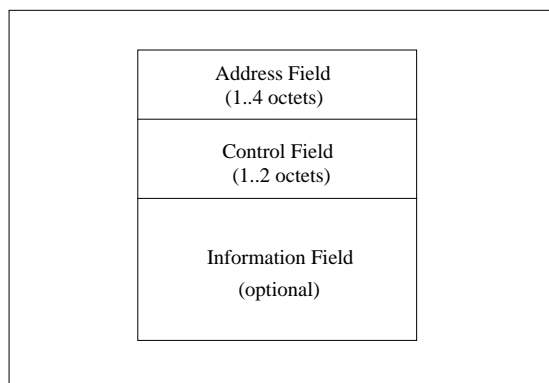 Address Field
(1..4 octets)
Control Field
(1..2 octets)
Information Field
(optional)